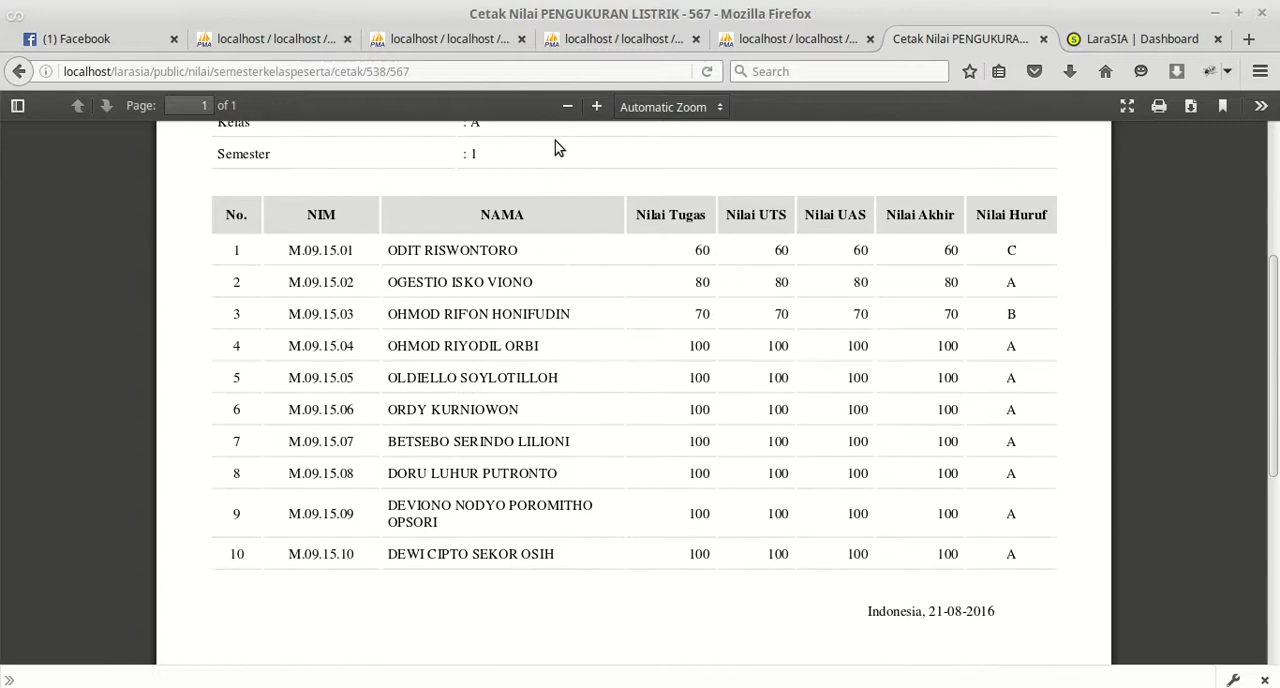 Cetak Nilai PENGUKURAN LISTRIK - 567 - Mozilla Firefox
(1) Facebook × localhost / localhost /... × localhost / localhost /... × localhost / localhost /... × localhost / localhost /... × Cetak Nilai PENGUKURA... × LaraSIA | Dashboard ×
localhost/larasia/public/nilai/semesterkelaspeserta/cetak/538/567 Search
Page: 1 of 1 Automatic Zoom
Kelas : A
Semester : 1
No. NIM NAMA Nilai Tugas Nilai UTS Nilai UAS Nilai Akhir Nilai Huruf
1 M.09.15.01 ODIT RISWONTORO 60 60 60 60 C
2 M.09.15.02 OGESTIO ISKO VIONO 80 80 80 80 A
3 M.09.15.03 OHMOD RIF'ON HONIFUDIN 70 70 70 70 B
4 M.09.15.04 OHMOD RIYODIL ORBI 100 100 100 100 A
5 M.09.15.05 OLDIELLO SOYLOTILLOH 100 100 100 100 A
6 M.09.15.06 ORDY KURNIOWON 100 100 100 100 A
7 M.09.15.07 BETSEBO SERINDO LILIONI 100 100 100 100 A
8 M.09.15.08 DORU LUHUR PUTRONTO 100 100 100 100 A
9 M.09.15.09 DEVIONO NODYO POROMITHO 100 100 100 100 A
OPSORI
10 M.09.15.10 DEWI CIPTO SEKOR OSIH 100 100 100 100 A
Indonesia, 21-08-2016